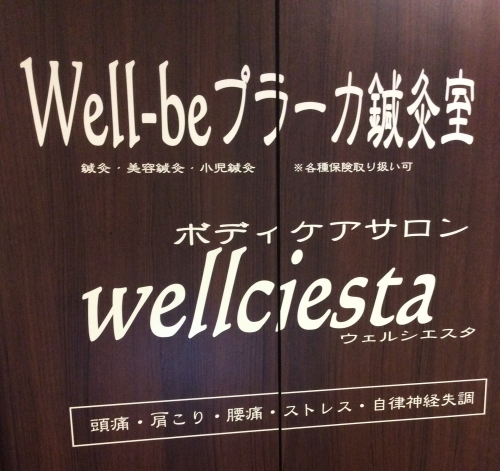 Well-beプラーカ鍼灸室
鍼灸・美容鍼灸・小児鍼灸 ※各種保険取り扱い可
ボディケアサロン
wellciesta
ウェルシエスタ
頭痛・肩こり・腰痛・ストレス・自律神経失調